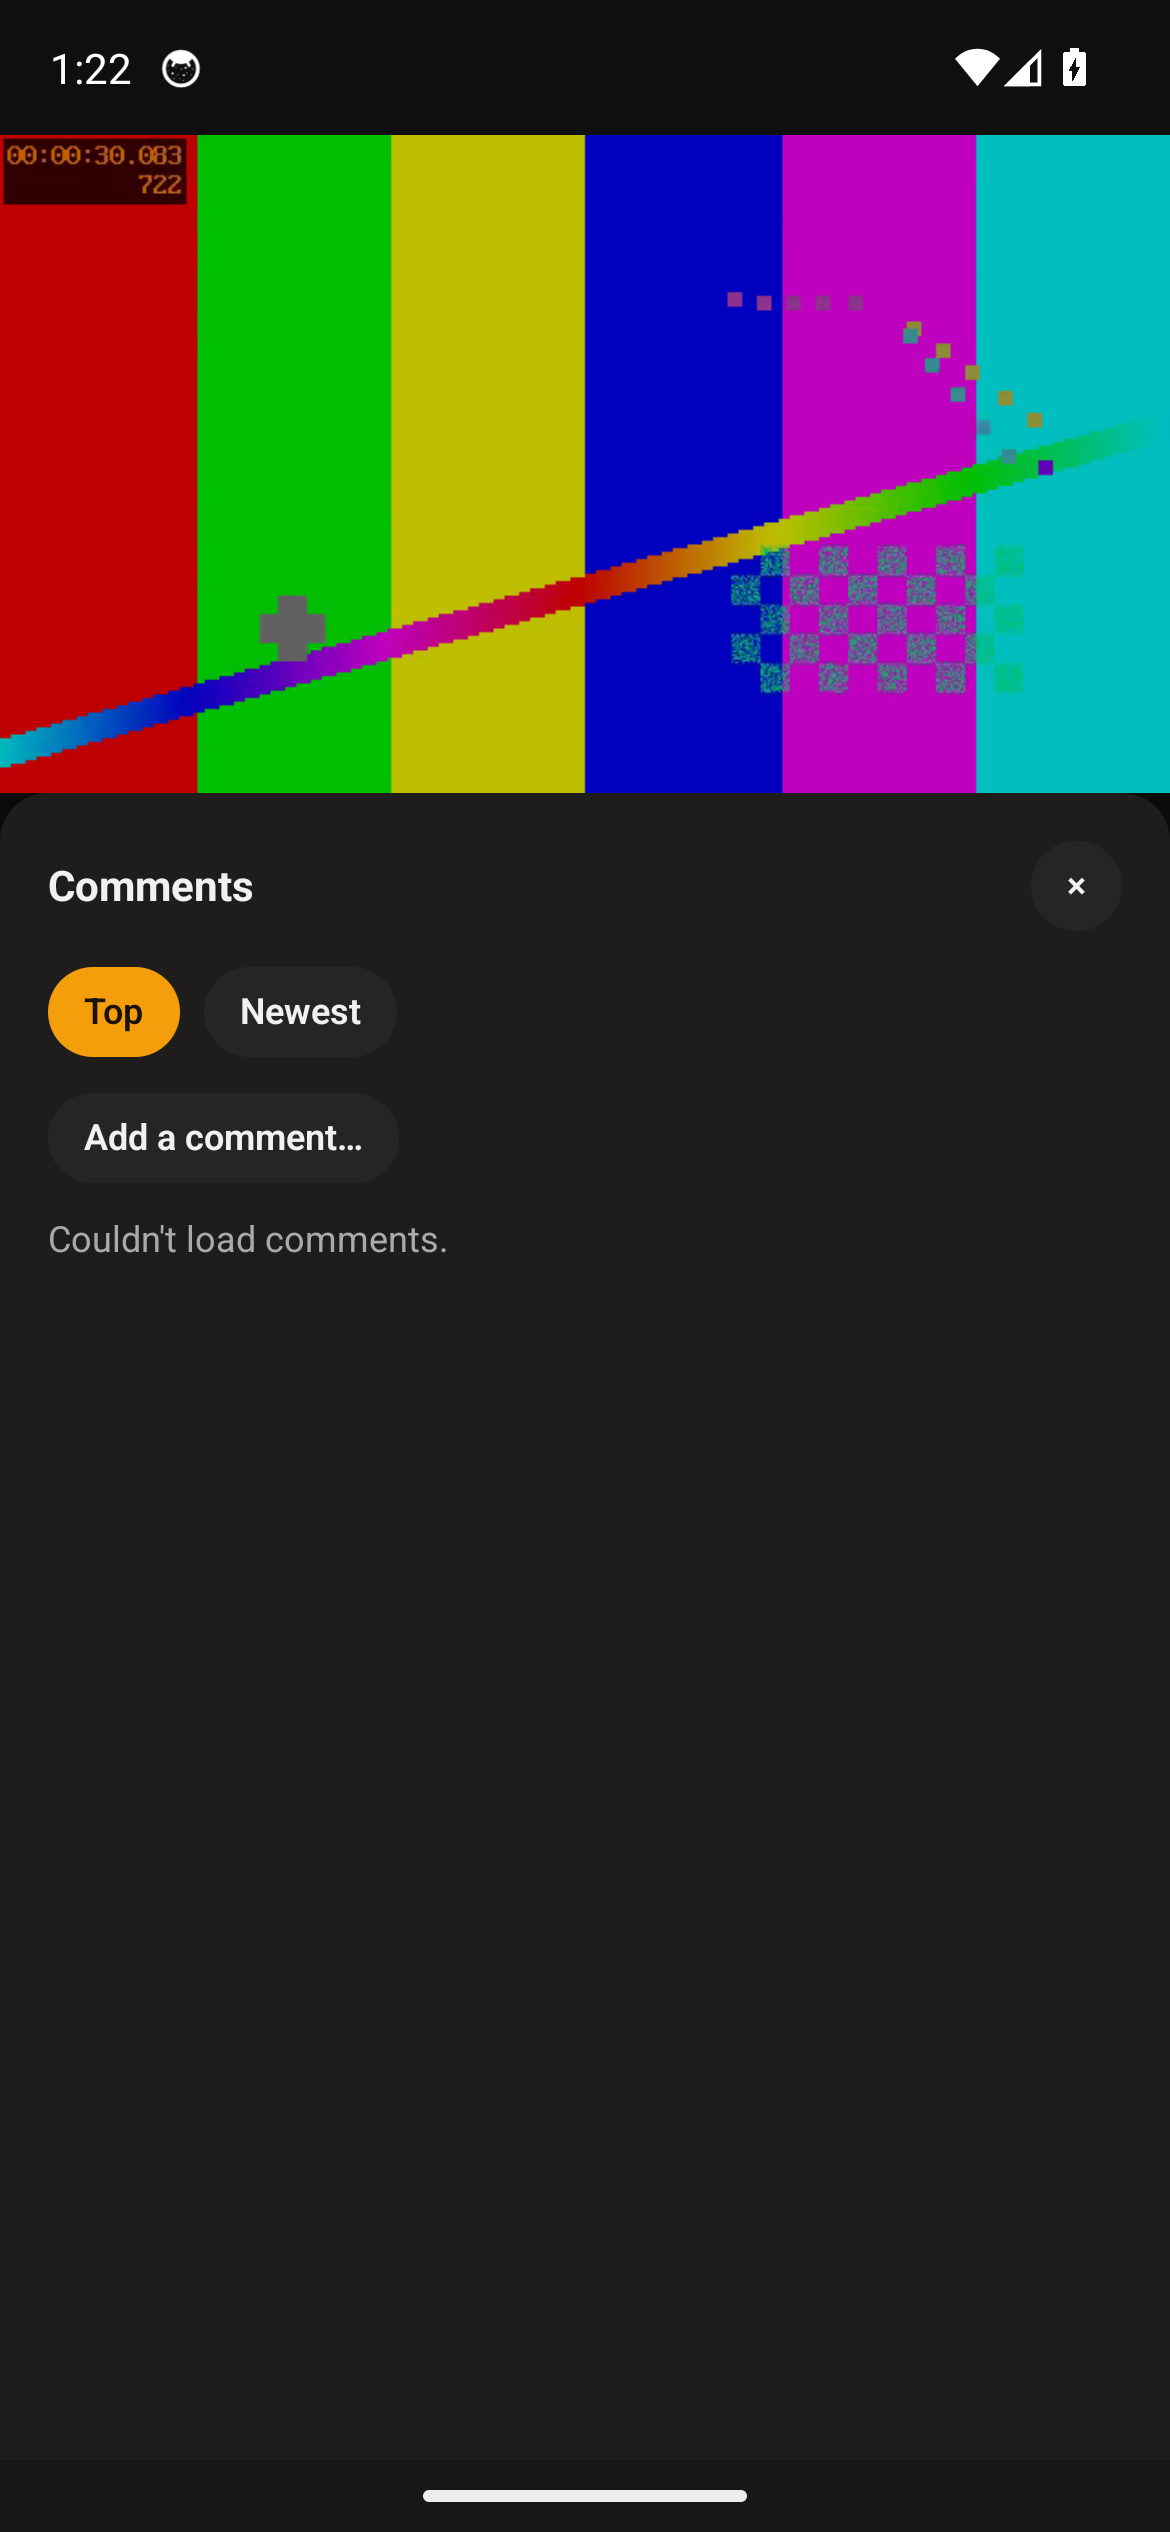 1:22
00:00:30.083
722
Comments
×
Top
Newest
Add a comment...
Couldn't load comments.